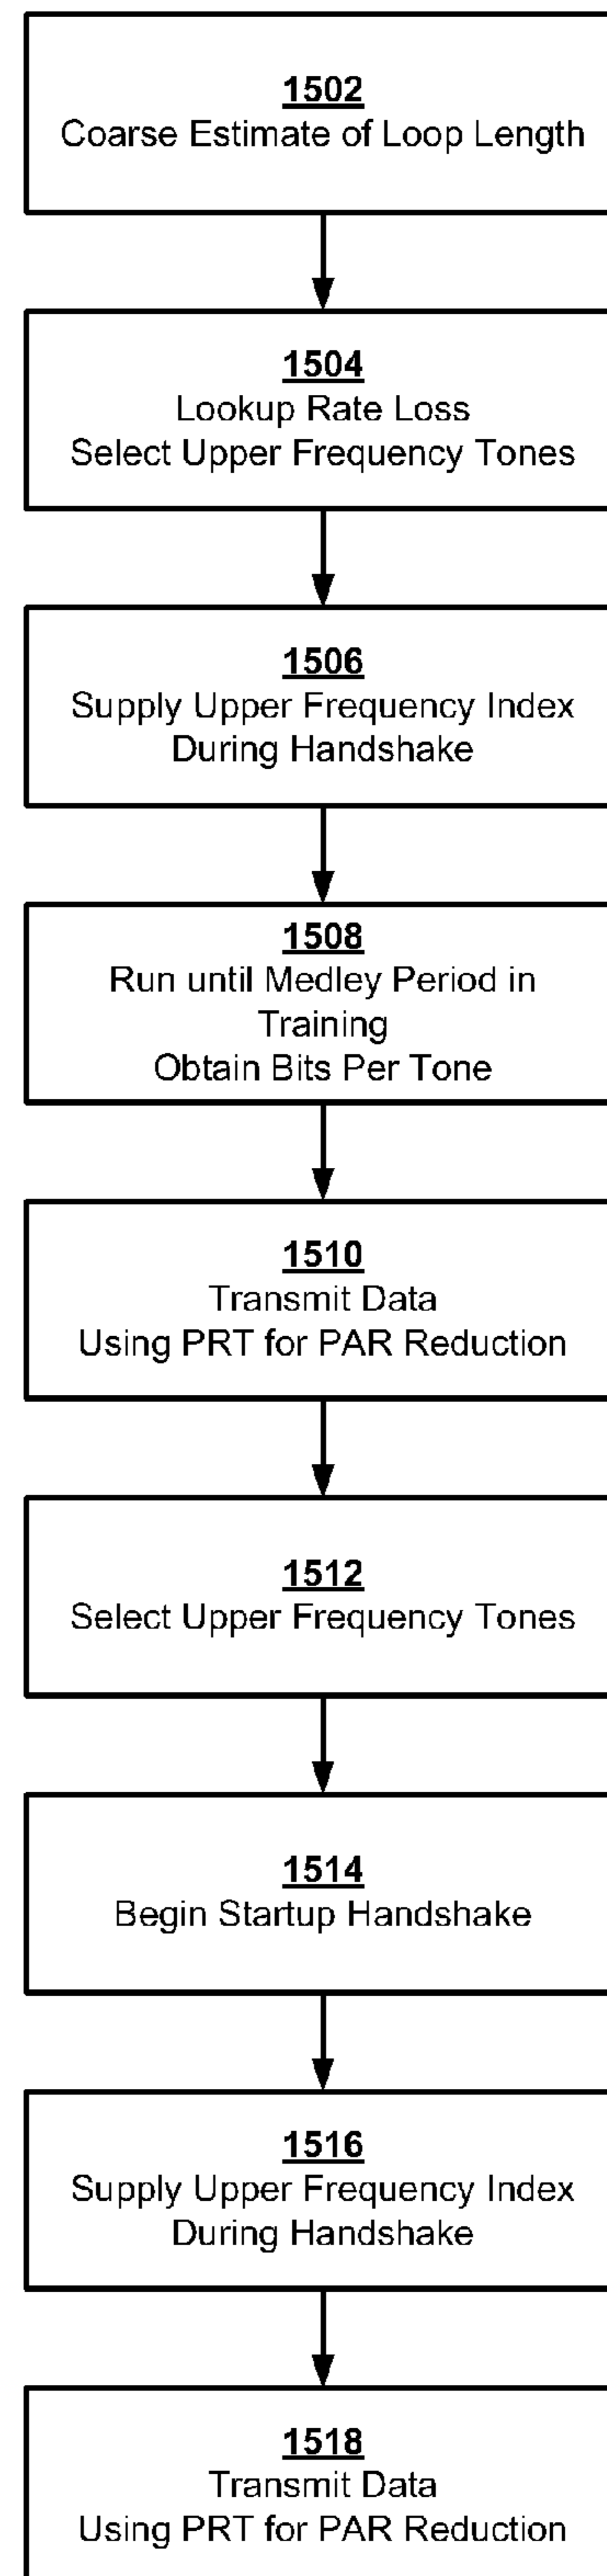 1502
Coarse Estimate of Loop Length
1504
Lookup Rate Loss
Select Upper Frequency Tones
1506
Supply Upper Frequency Index
During Handshake
1508
Run until Medley Period in
Training
Obtain Bits Per Tone
1510
Transmit Data
Using PRT for PAR Reduction
1512
Select Upper Frequency Tones
1514
Begin Startup Handshake
1516
Supply Upper Frequency Index
During Handshake
1518
Transmit Data
Using PRT for PAR Reduction